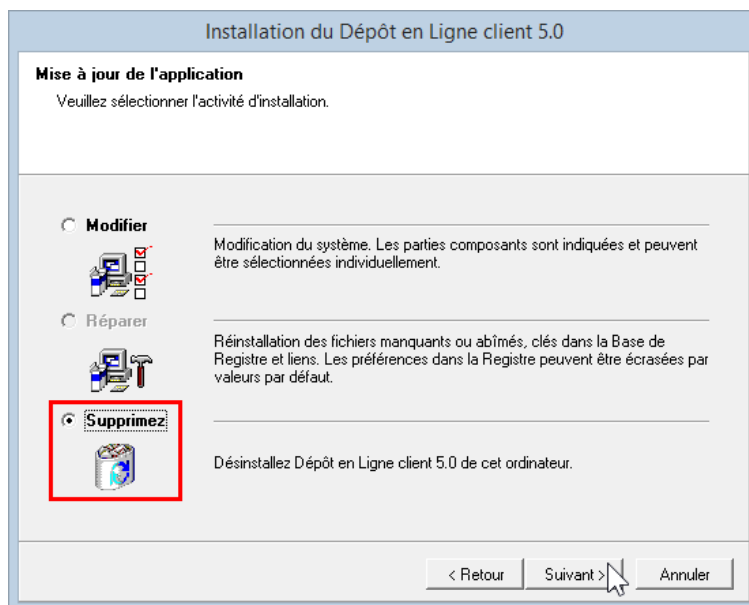 Installation du Dépôt en Ligne client 5.0
Mise à jour de l'application
Veuillez sélectionner l'activité d'installation.
Modifier
Modification du système. Les parties composants sont indiquées et peuvent
être sélectionnées individuellement.
Réparer
Réinstallation des fichiers manquants ou abîmés, clés dans la Base de
Registre et liens. Les préférences dans la Registre peuvent être écrasées par
valeurs par défaut.
Supprimez
Désinstallez Dépôt en Ligne client 5.0 de cet ordinateur.
< Retour Suivant > Annuler